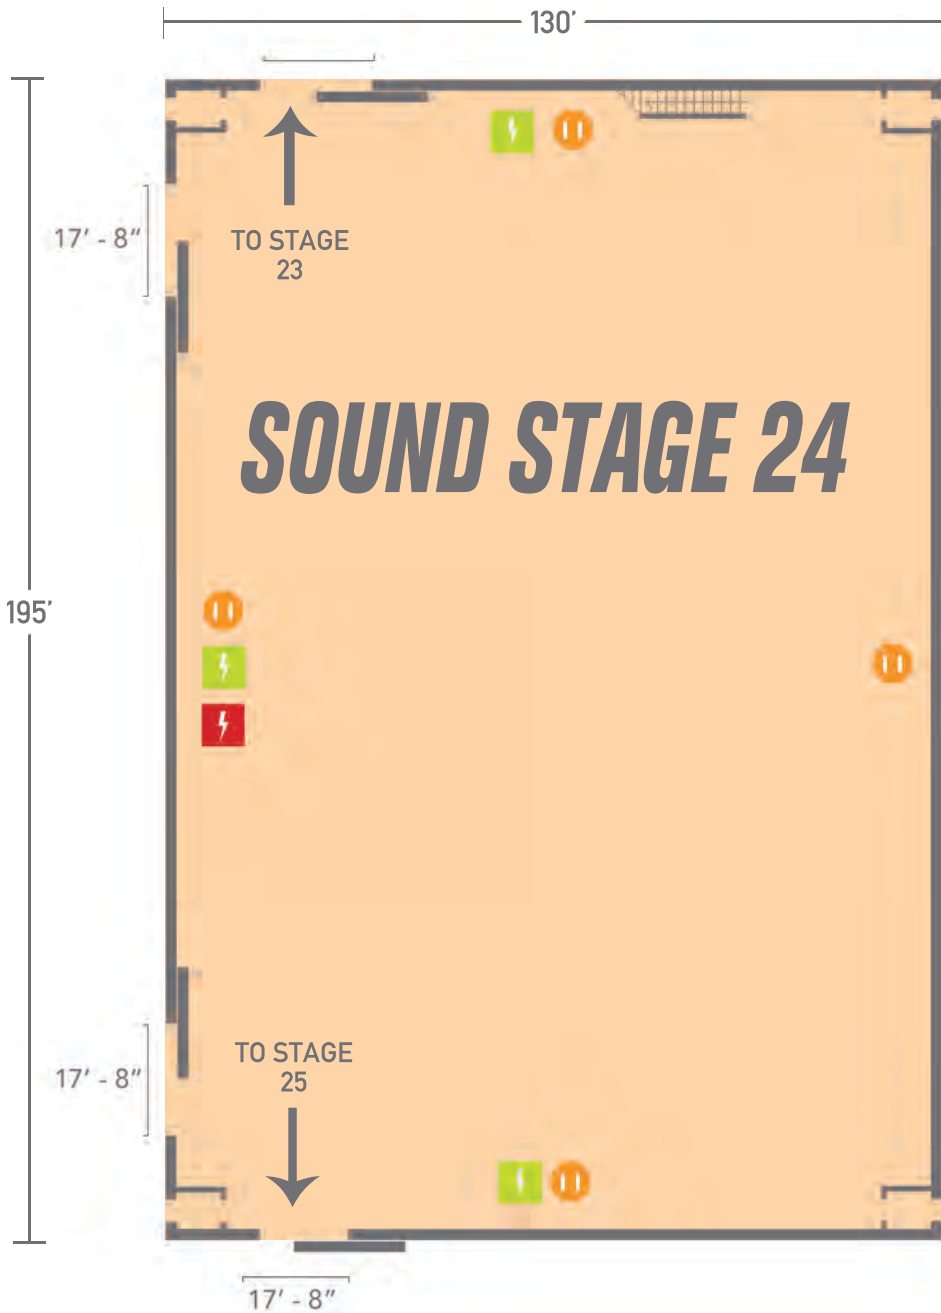 130′
17′ - 8″
TO STAGE
23
SOUND STAGE 24
195′
17′ - 8″
TO STAGE
25
17′ - 8″